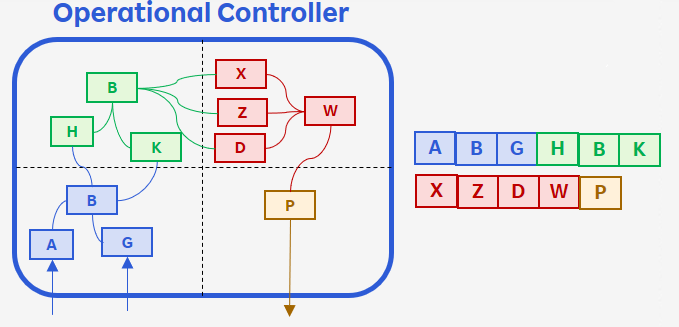 Operational Controller
B X
Z W
H
K D
B P
A G
A B G H B K
X Z D W P